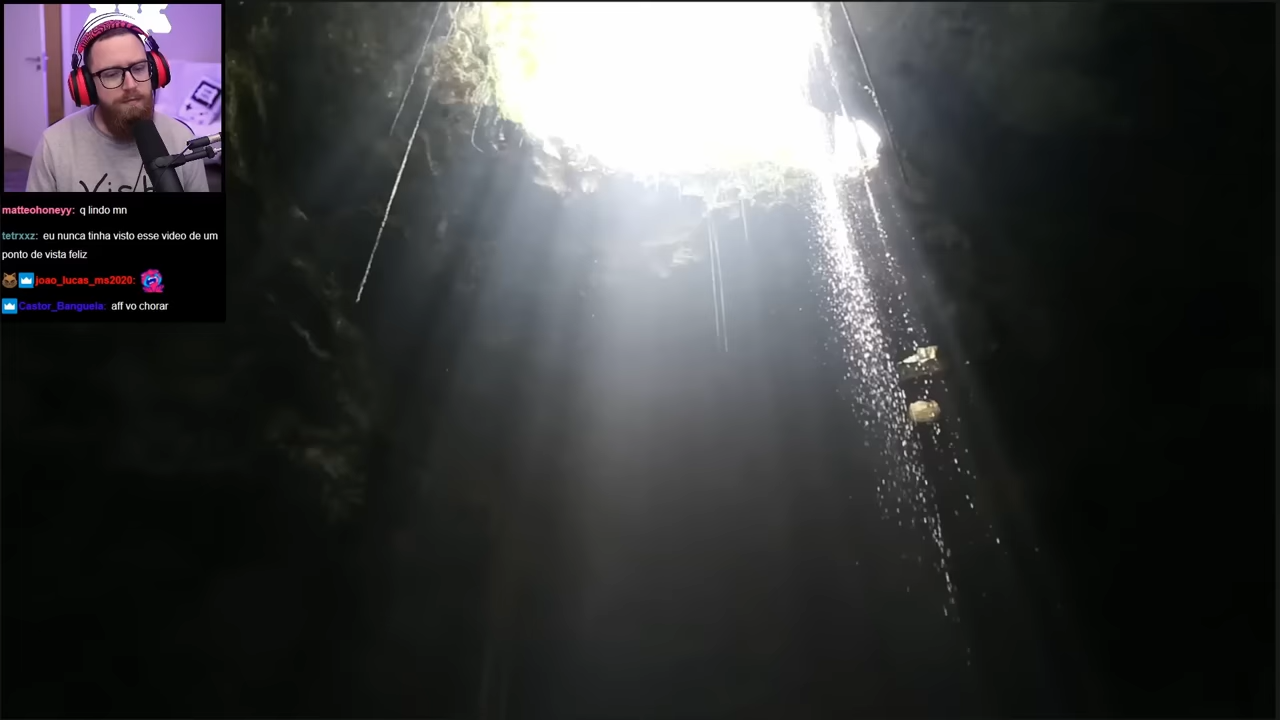 Vish
matteohoneyy: q lindo mn
tetrxxz: eu nunca tinha visto esse video de um
ponto de vista feliz
joao_lucas_ms2020:
Castor_Banguela: aff vo chorar